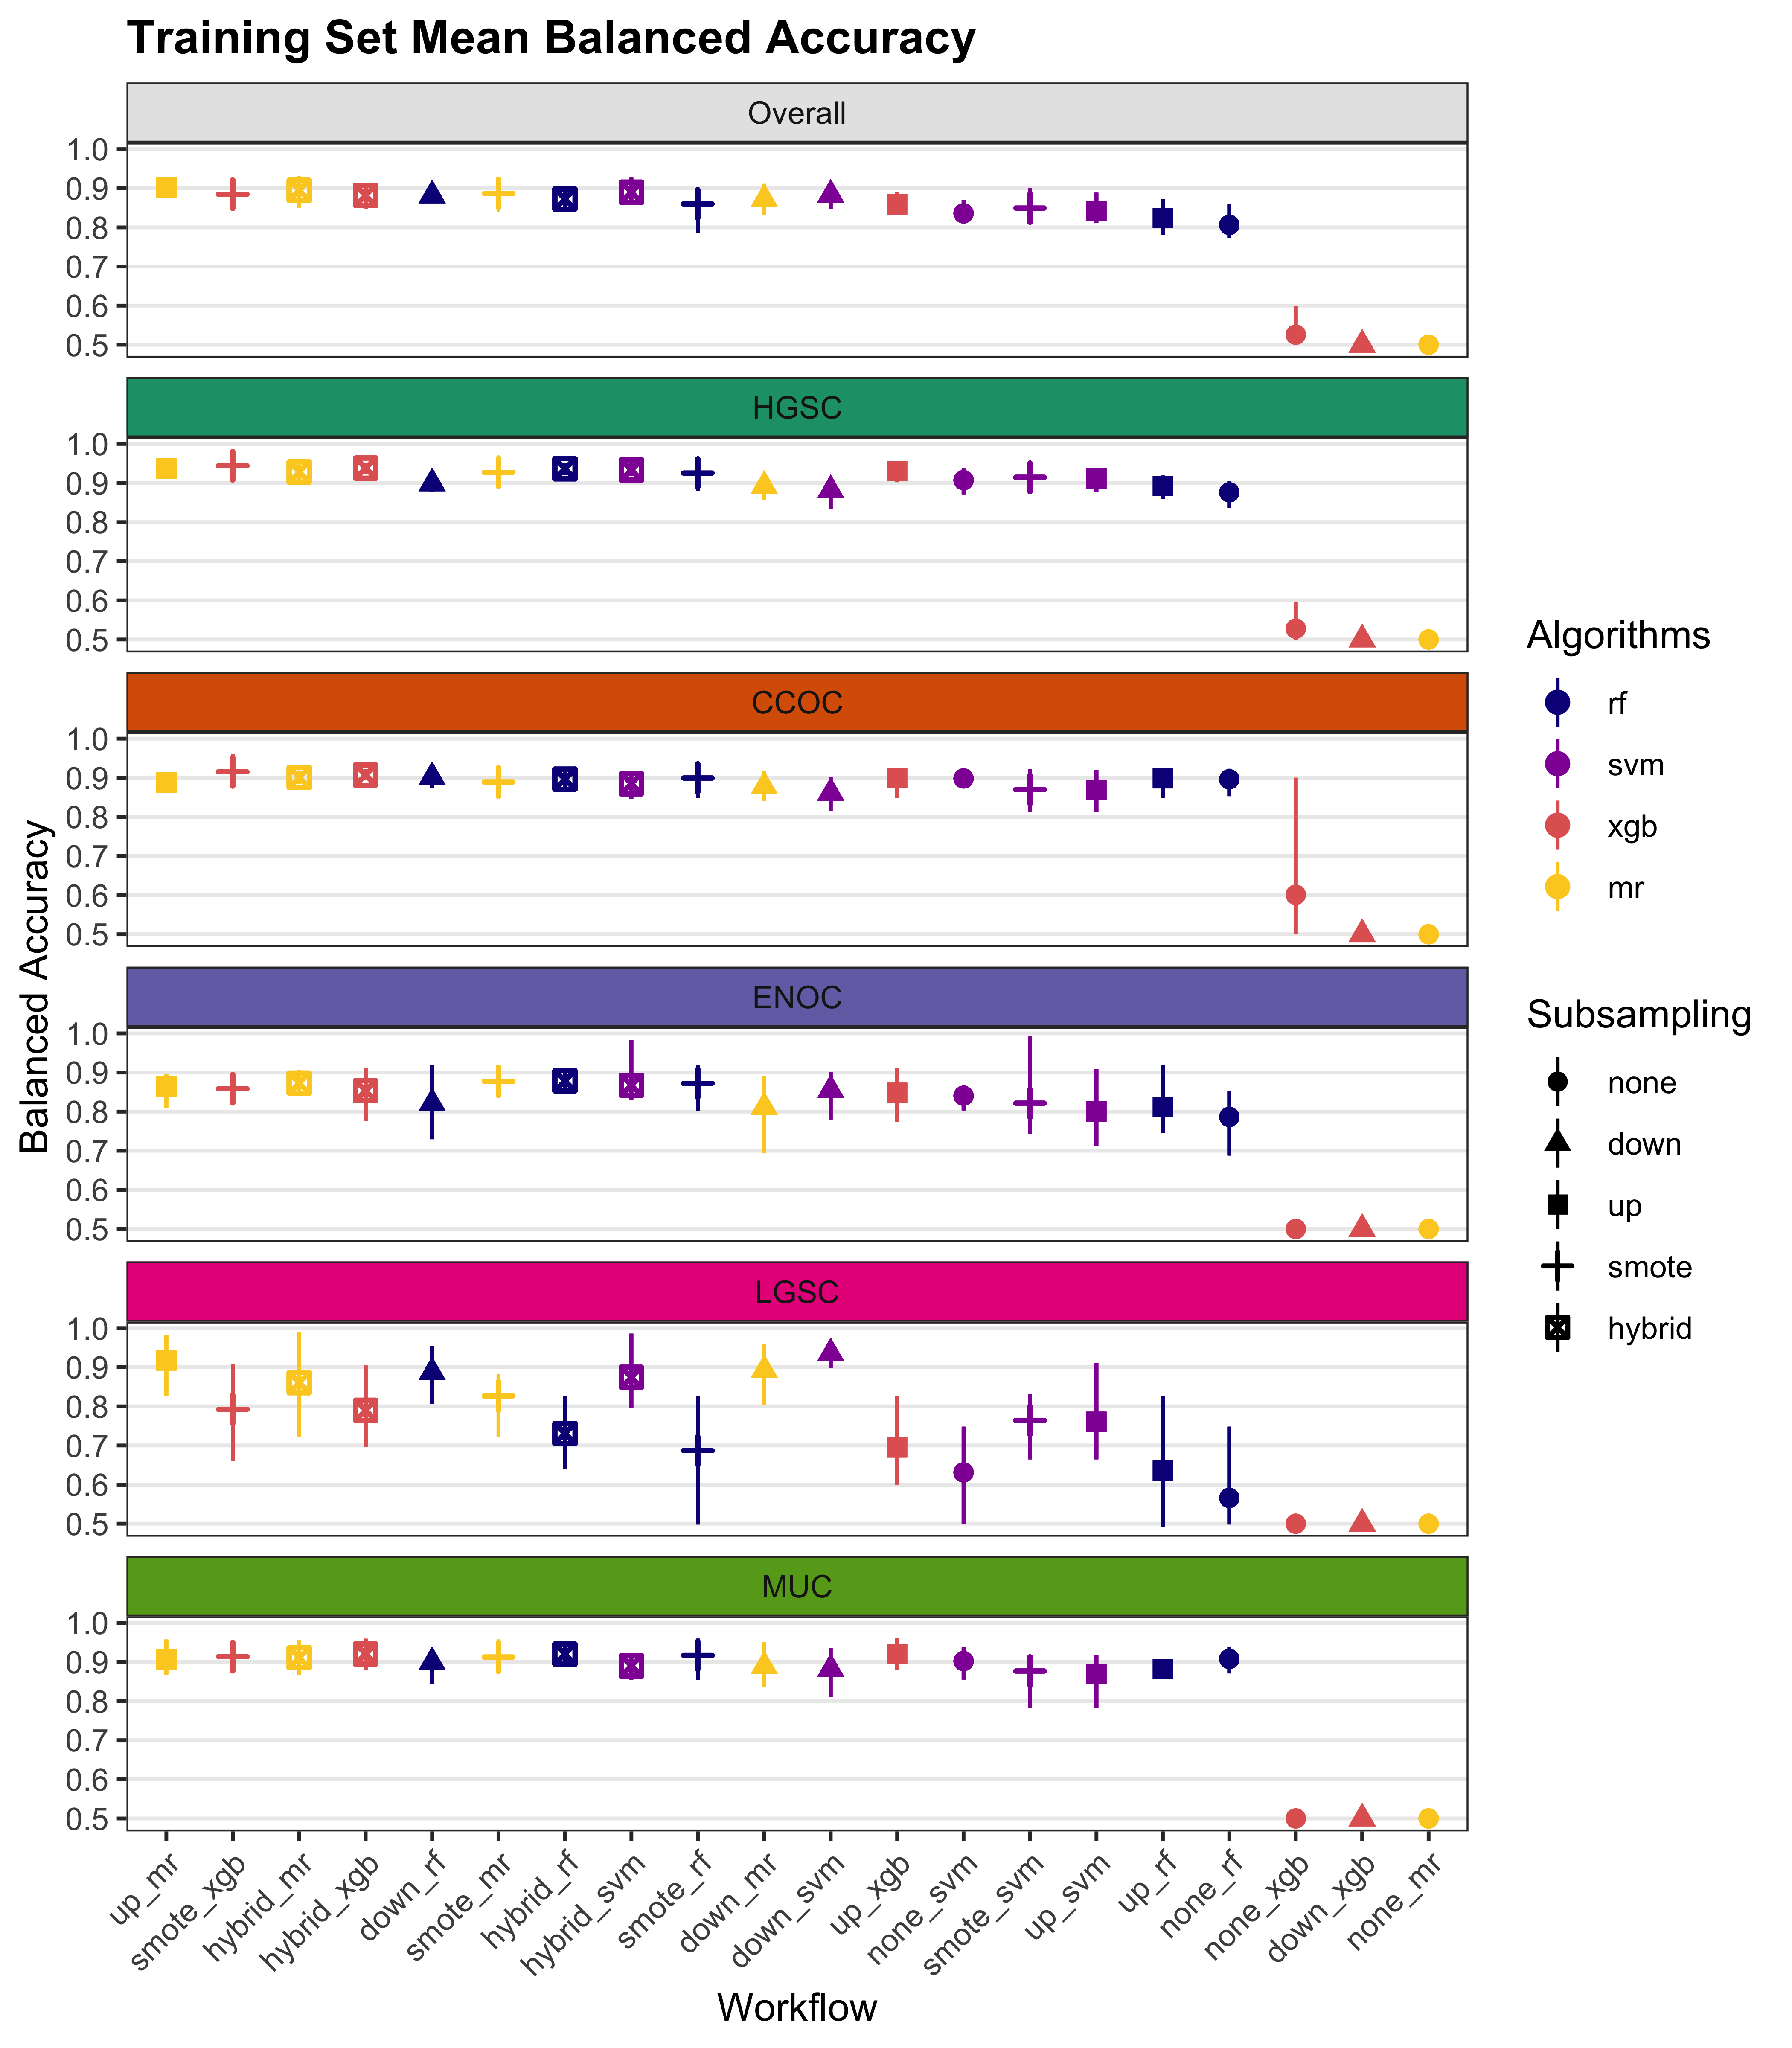 Training Set Mean Balanced Accuracy
Overall
1.0
0.9
0.8
0.7
0.6
0.5
HGSC
1.0
0.9
0.8
0.7
0.6
0.5
CCOC
1.0
0.9
0.8
0.7
0.6
0.5
ENOC
1.0
0.9
0.8
0.7
0.6
0.5
LGSC
1.0
0.9
0.8
0.7
0.6
0.5
MUC
1.0
0.9
0.8
0.7
0.6
0.5
Balanced Accuracy
up_mr
smote_xgb
hybrid_mr
hybrid_xgb
down_rf
smote_mr
hybrid_rf
hybrid_svm
smote_rf
down_mr
down_svm
up_xgb
none_svm
smote_svm
up_svm
up_rf
none_rf
none_xgb
down_xgb
none_mr
Workflow
Algorithms
rf
svm
xgb
mr
Subsampling
none
down
up
smote
hybrid